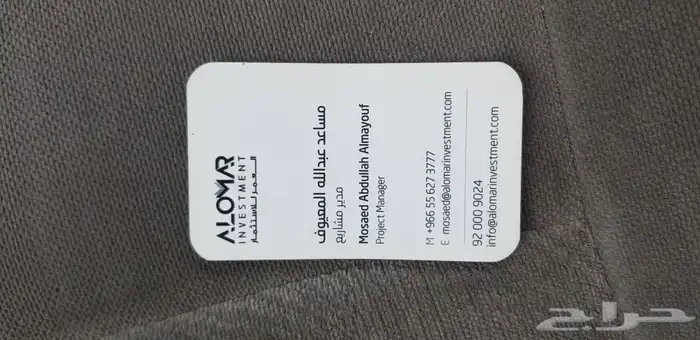 ALOMAR
INVESTMENT
العمر للاستثمار
مساعد عبدالله المعيوف
مدير مشاريع
Mosaed Abdullah Almayouf
Project Manager
M +966 55 627 3777
E mosaed@alomarinvestment.com
92 000 9024
info@alomarinvestment.com
حراج